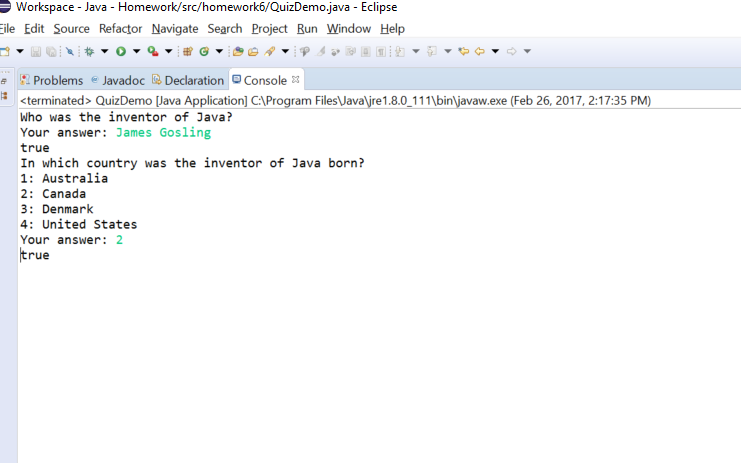 Workspace - Java - Homework/src/homework6/QuizDemo.java - Eclipse
File Edit Source Refactor Navigate Search Project Run Window Help
Problems Javadoc Declaration Console
<terminated> QuizDemo [Java Application] C:\Program Files\Java\jre1.8.0_111\bin\javaw.exe (Feb 26, 2017, 2:17:35 PM)
Who was the inventor of Java?
Your answer: James Gosling
true
In which country was the inventor of Java born?
1: Australia
2: Canada
3: Denmark
4: United States
Your answer: 2
true